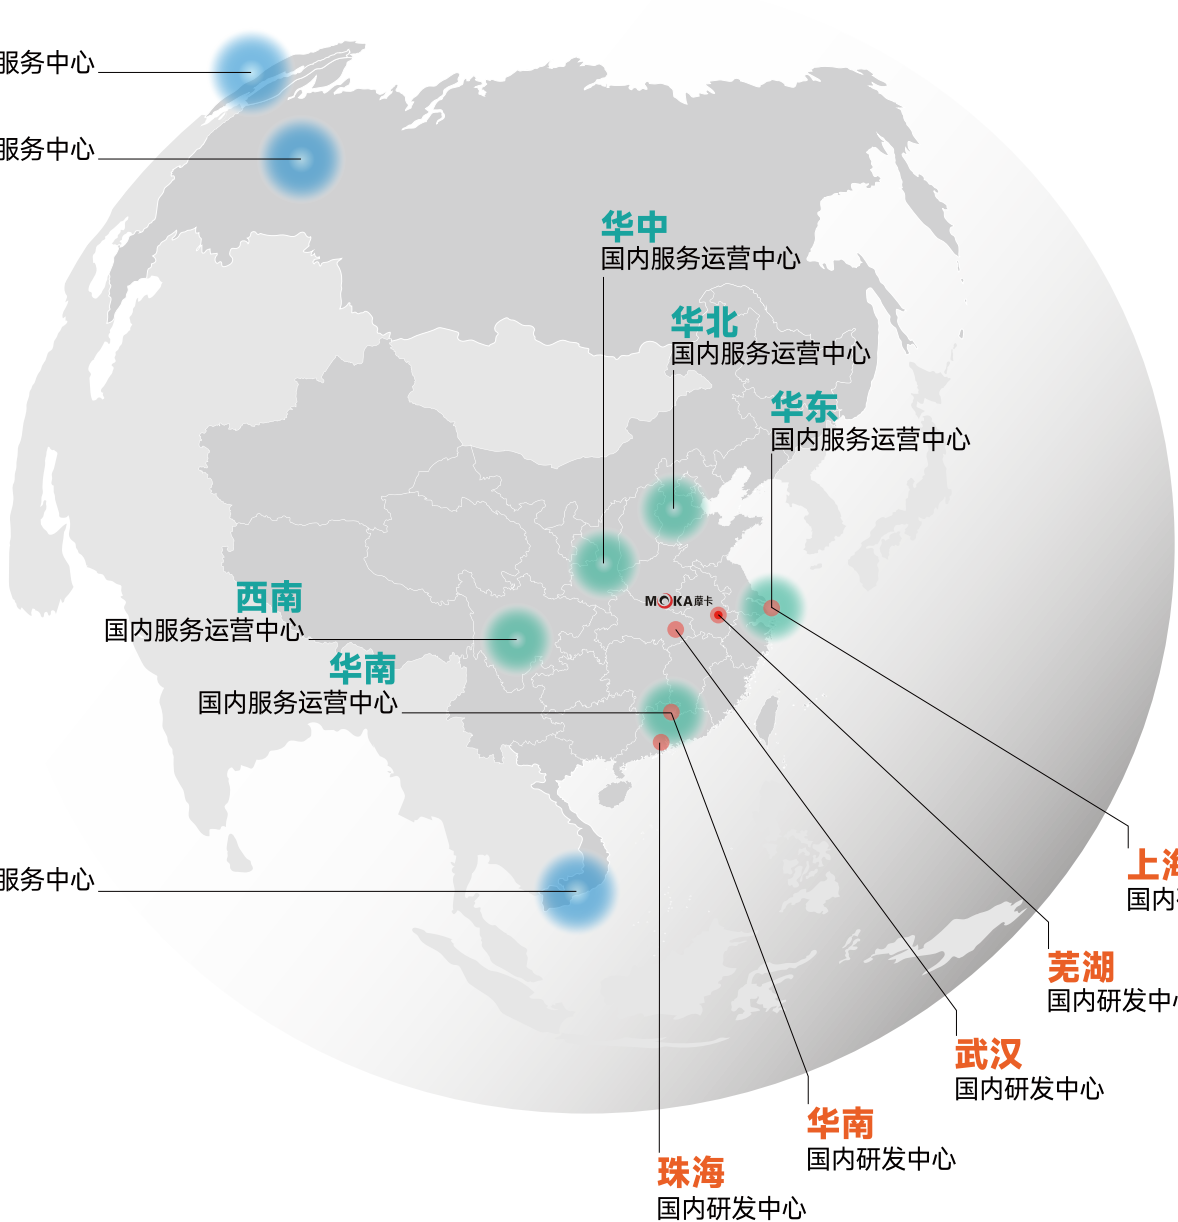 服务中心
服务中心
华中
国内服务运营中心
华北
国内服务运营中心
华东
国内服务运营中心
西南
国内服务运营中心
MOKA蓴卡
华南
国内服务运营中心
服务中心
上海
国内
芜湖
国内研发中心
武汉
国内研发中心
华南
国内研发中心
珠海
国内研发中心